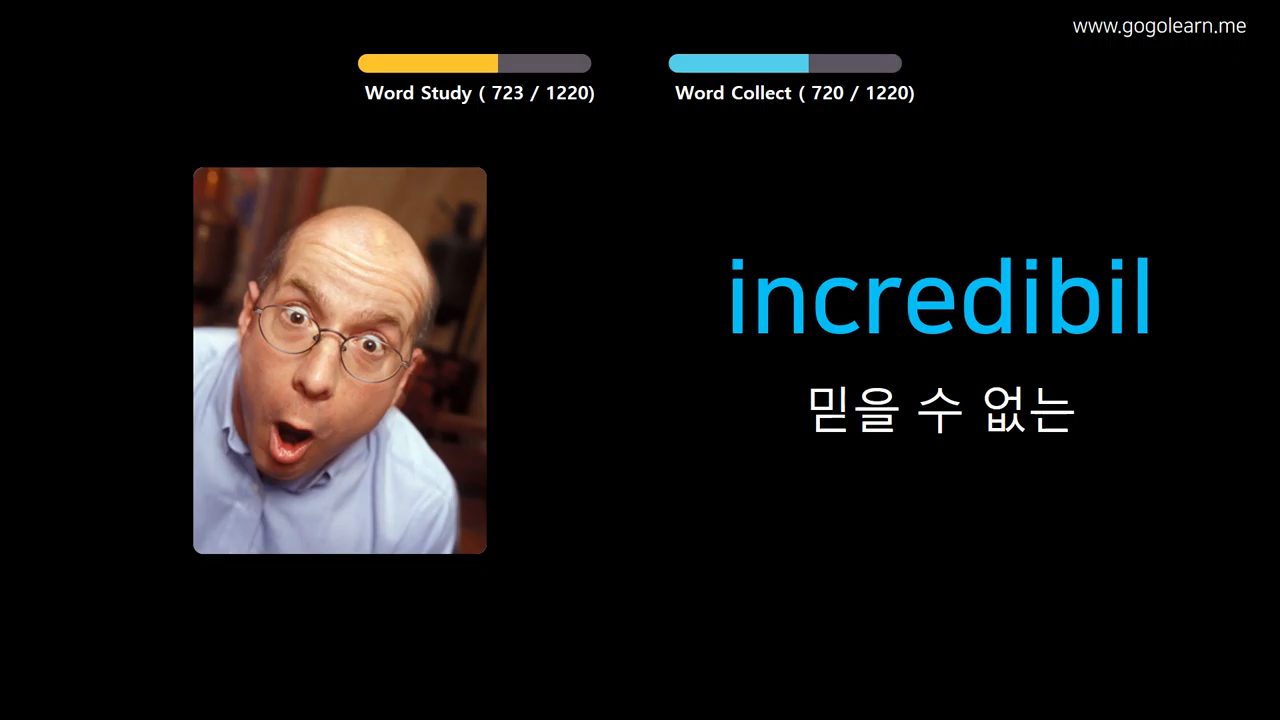 www.gogolearn.me
Word Study ( 723 / 1220)
Word Collect ( 720 / 1220)
incredibil
믿을 수 없는